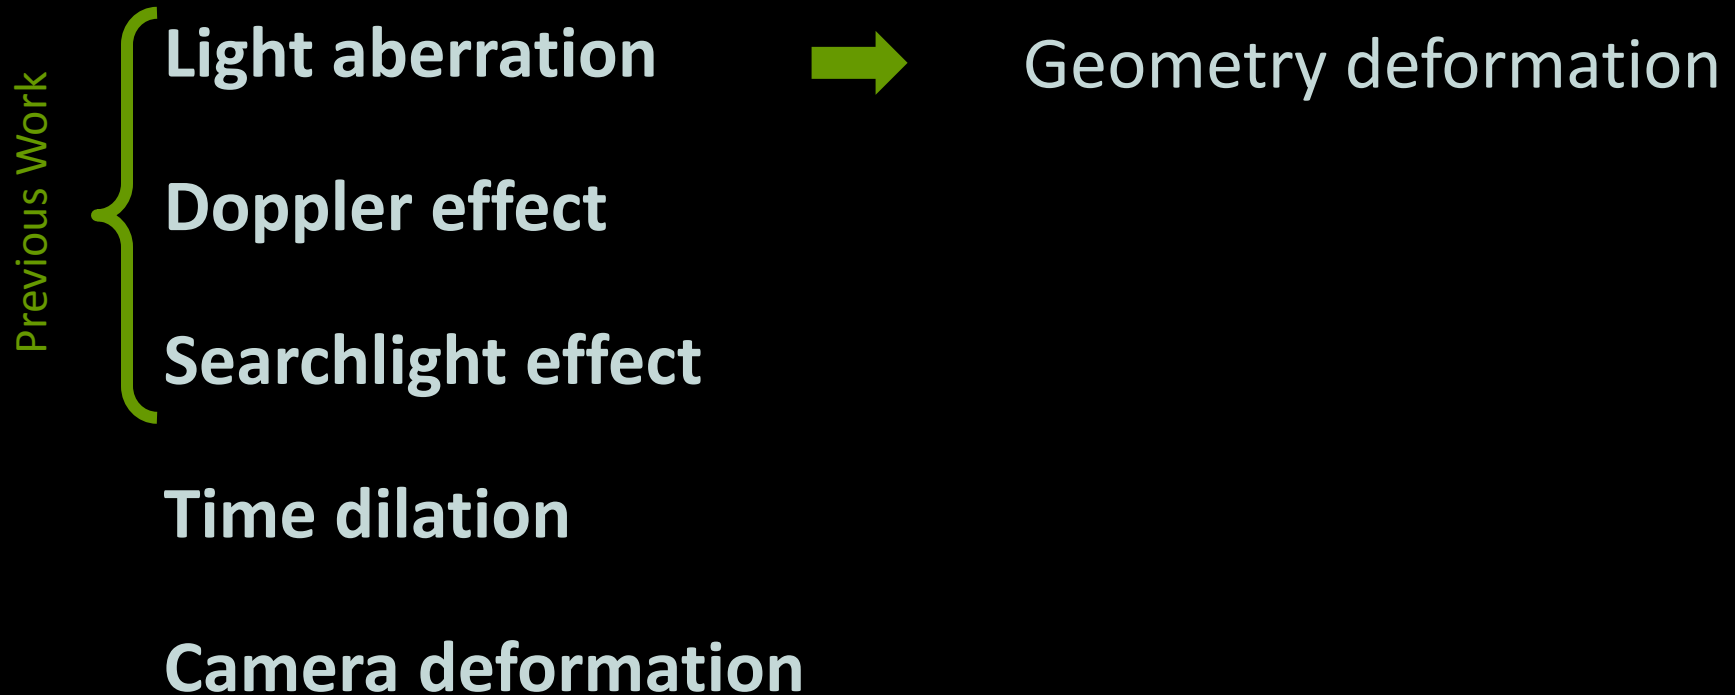 Previous Work
Light aberration
Geometry deformation
Doppler effect
Searchlight effect
Time dilation
Camera deformation